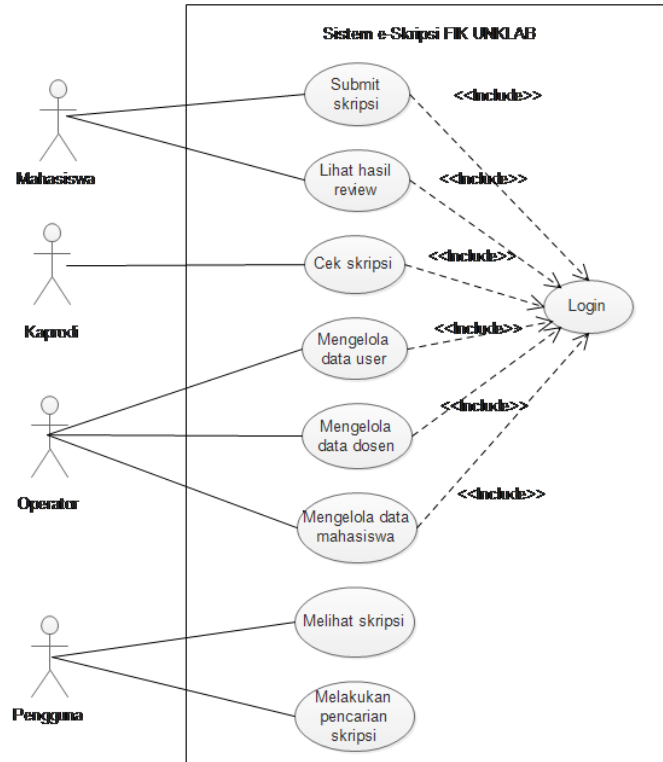 Sistem e-Skripsi FIK UNKLAB
Submit
skripsi
<<Include>>
Mahasiswa
Lihat hasil
review
<<Include>>
Kaprodi
Cek skripsi
<<Include>>
Login
Mengelola
data user
<<Include>>
Operator
Mengelola
data dosen
<<Include>>
Mengelola data
mahasiswa
<<Include>>
Pengguna
Melihat skripsi
Melakukan
pencarian
skripsi